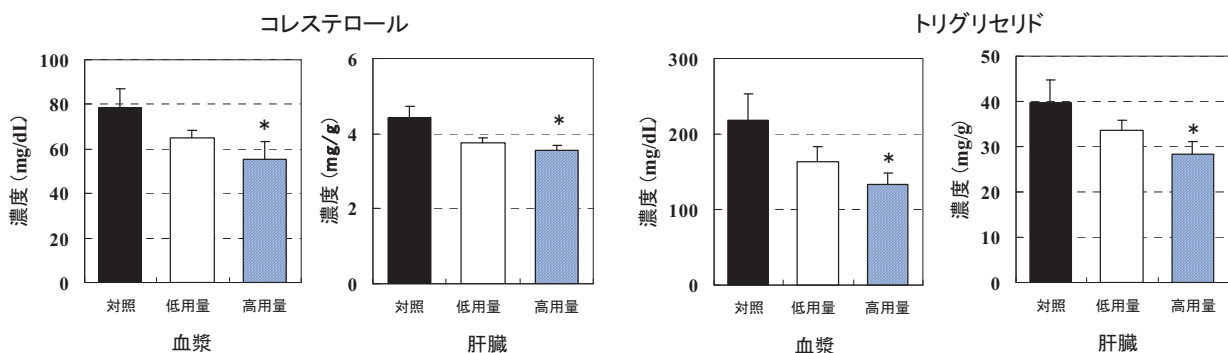 コレステロール
トリグリセリド
濃度（mg/dL）
100
80
60
40
20
0
*
対照
低用量
高用量
血漿
濃度（mg/g）
6
4
2
0
*
対照
低用量
高用量
肝臓
濃度（mg/dL）
300
200
100
0
*
対照
低用量
高用量
血漿
濃度（mg/g）
50
40
30
20
10
0
*
対照
低用量
高用量
肝臓